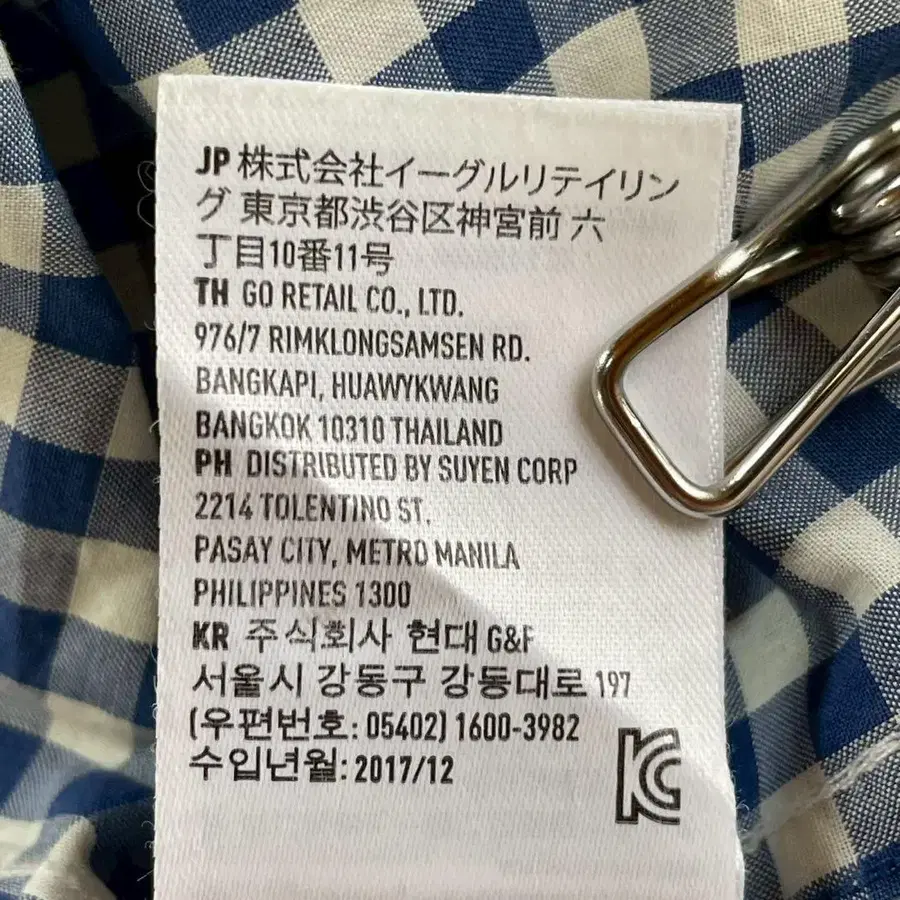 JP 株式会社イーグルリテイリン
グ 東京都渋谷区神宮前 六
丁目10番11号
TH GO RETAIL CO., LTD.
976/7 RIMKLONGSAMSEN RD.
BANGKAPI, HUAWYKWANG
BANGKOK 10310 THAILAND
PH DISTRIBUTED BY SUYEN CORP
2214 TOLENTINO ST.
PASAY CITY, METRO MANILA
PHILIPPINES 1300
KR 주식회사 현대 G&F
서울시 강동구 강동대로 197
(우편번호: 05402) 1600-3982
수입년월: 2017/12